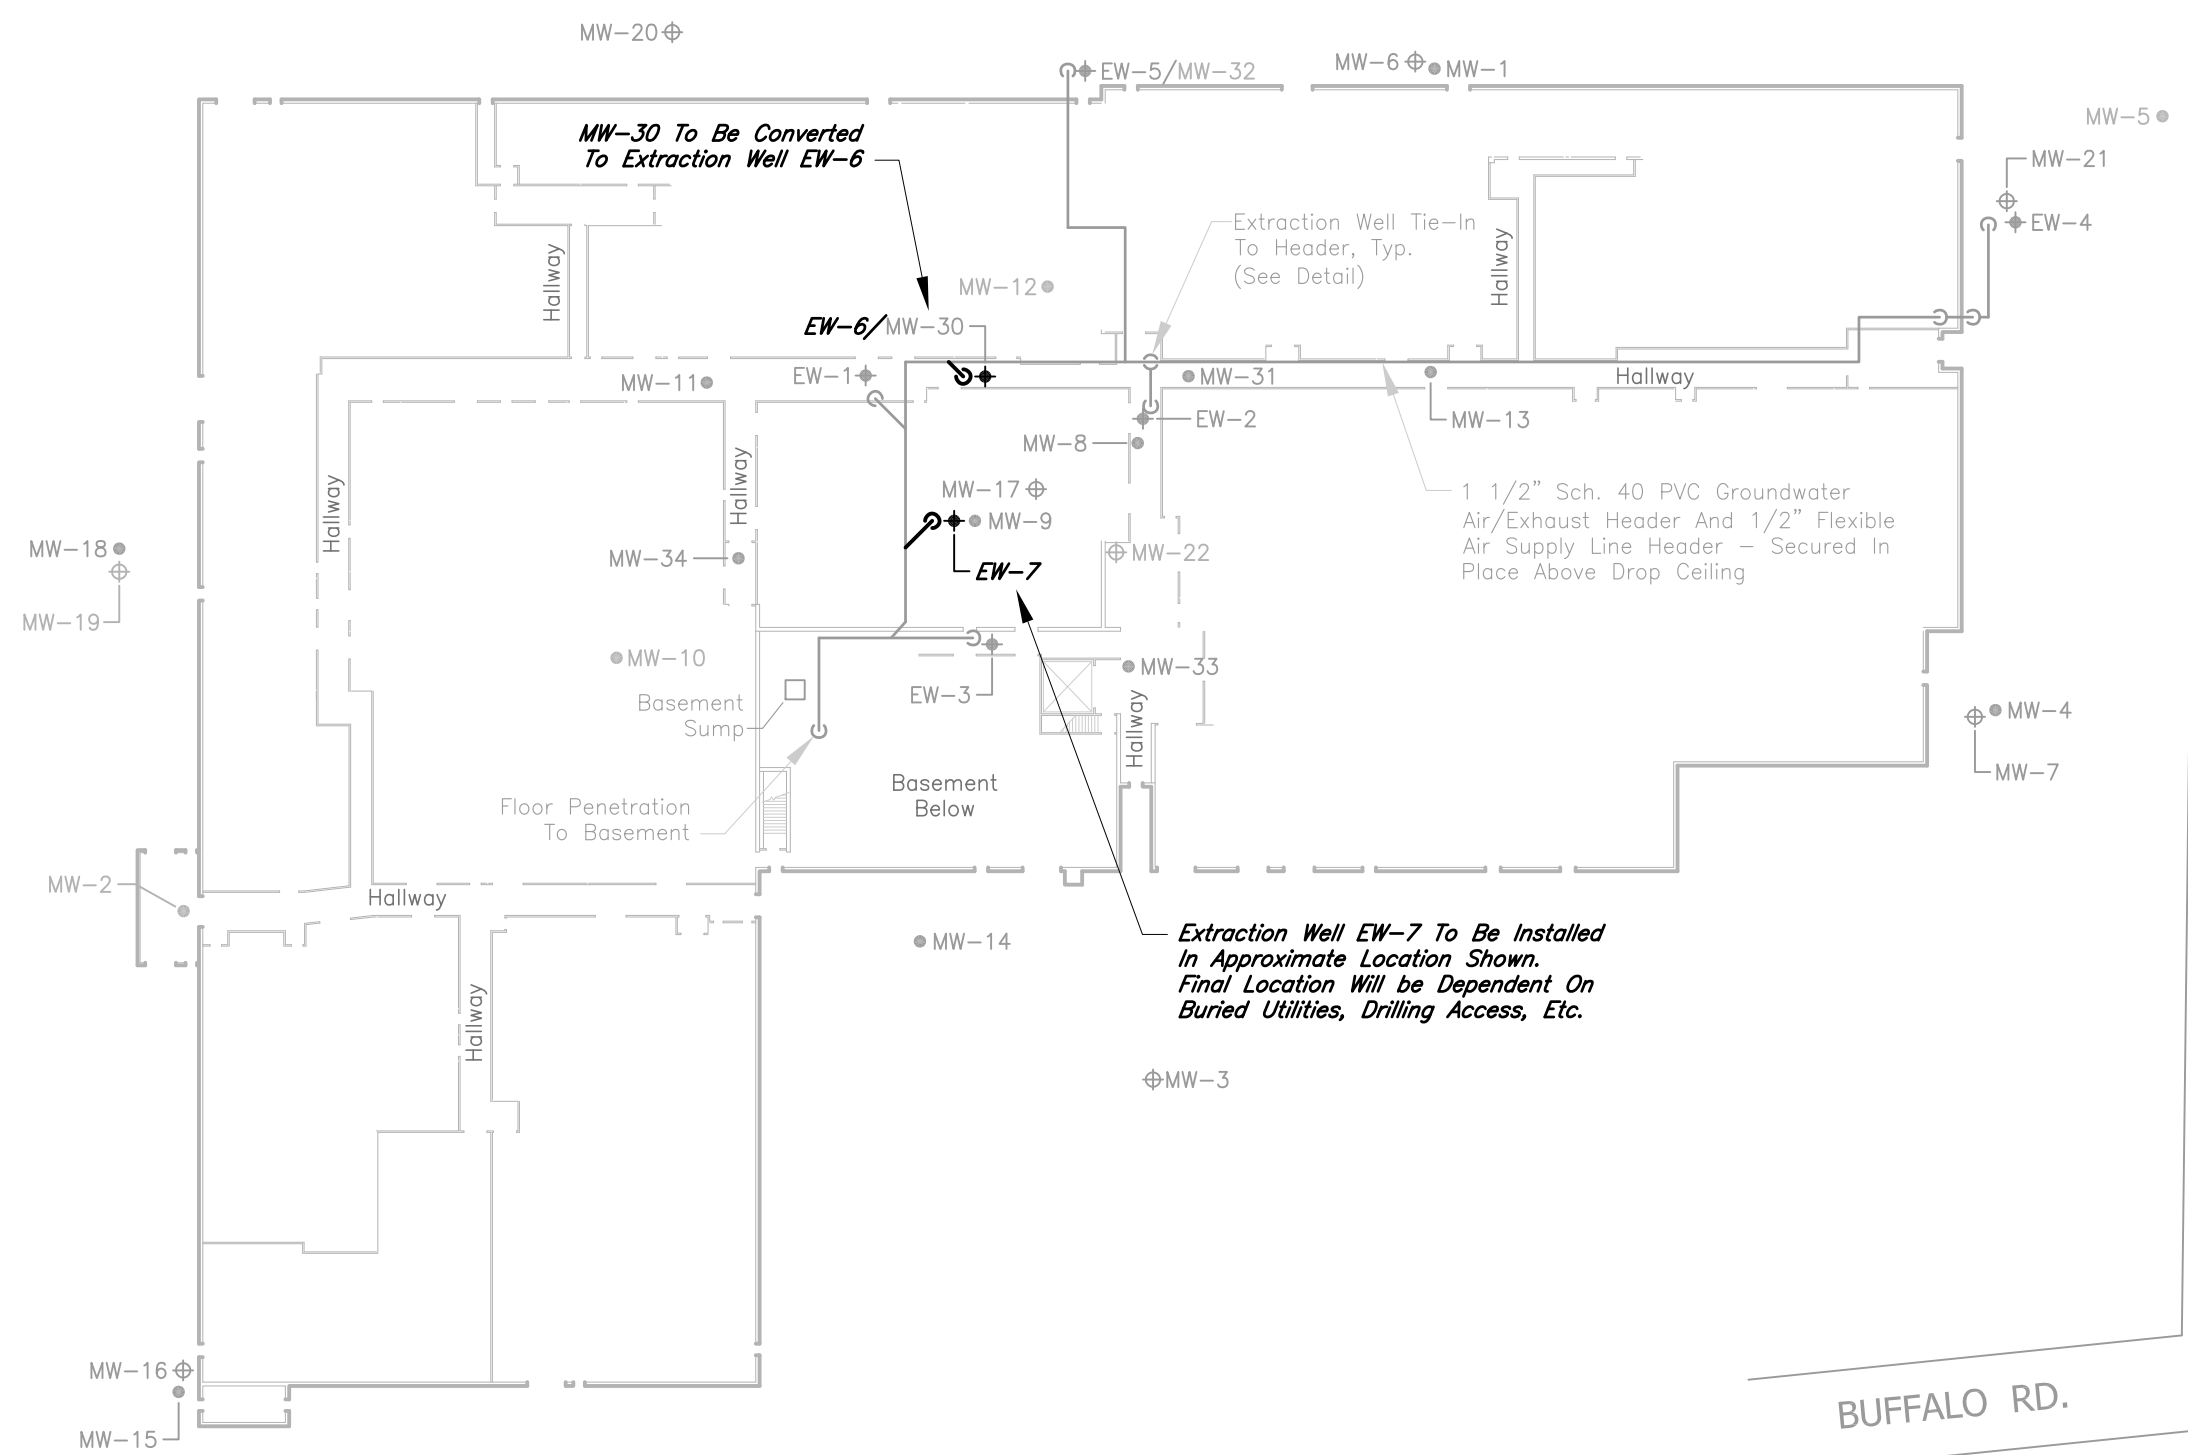 MW-20
MW-6
MW-1
EW-5/MW-32
MW-5
MW-30 To Be Converted
To Extraction Well EW-6
MW-21
EW-4
Extraction Well Tie-In
To Header, Typ.
(See Detail)
Hallway
Hallway
MW-12
EW-6/MW-30
MW-11
EW-1
MW-31
Hallway
EW-2
MW-13
MW-8
Hallway
Hallway
MW-17
1 1/2" Sch. 40 PVC Groundwater
Air/Exhaust Header And 1/2" Flexible
Air Supply Line Header - Secured In
Place Above Drop Ceiling
MW-9
MW-18
MW-34
MW-22
EW-7
MW-19
MW-10
MW-33
EW-3
Basement
Sump
Hallway
MW-4
MW-7
Basement
Below
Floor Penetration
To Basement
MW-2
Hallway
MW-14
Extraction Well EW-7 To Be Installed
In Approximate Location Shown.
Final Location Will be Dependent On
Buried Utilities, Drilling Access, Etc.
Hallway
MW-3
MW-16
MW-15
BUFFALO RD.